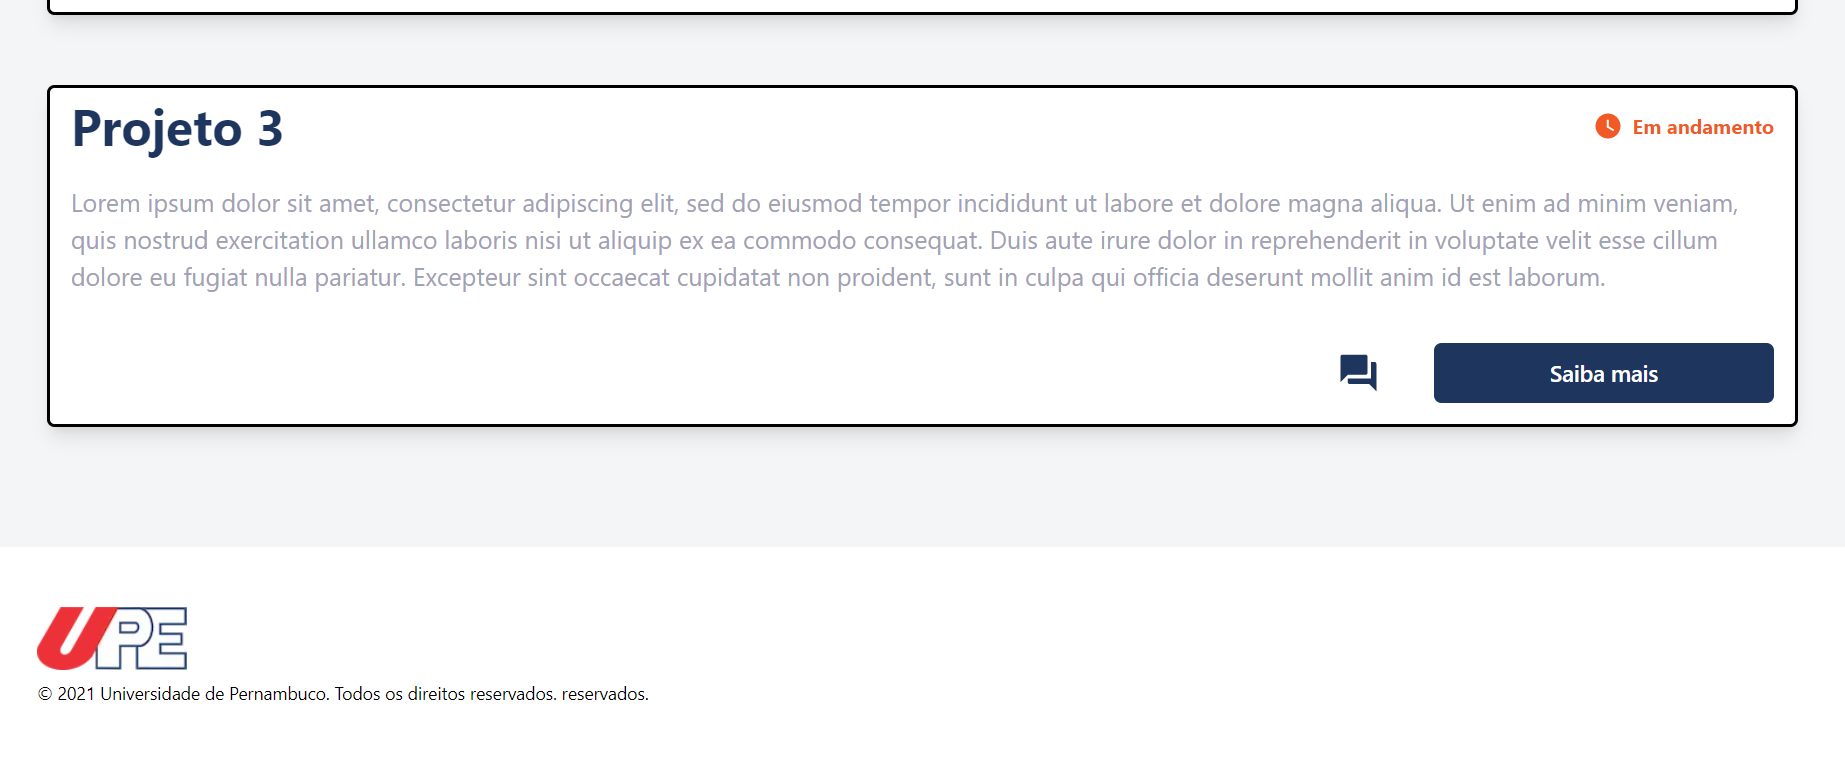 Projeto 3
Em andamento
Lorem ipsum dolor sit amet, consectetur adipiscing elit, sed do eiusmod tempor incididunt ut labore et dolore magna aliqua. Ut enim ad minim veniam,
quis nostrud exercitation ullamco laboris nisi ut aliquip ex ea commodo consequat. Duis aute irure dolor in reprehenderit in voluptate velit esse cillum
dolore eu fugiat nulla pariatur. Excepteur sint occaecat cupidatat non proident, sunt in culpa qui officia deserunt mollit anim id est laborum.
Saiba mais
UPE
© 2021 Universidade de Pernambuco. Todos os direitos reservados. reservados.